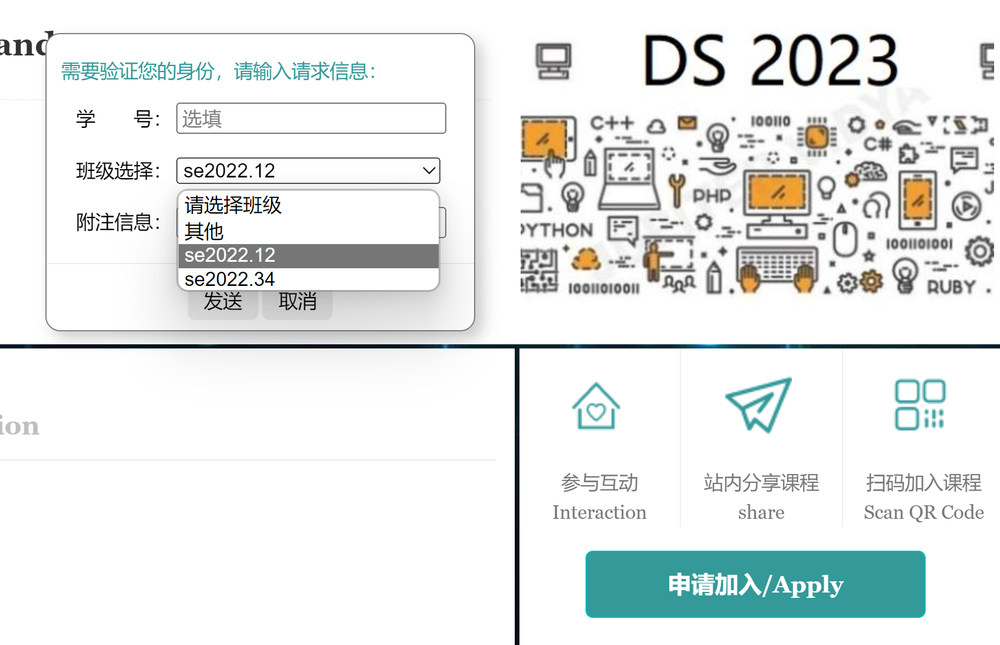 and
需要验证您的身份，请输入请求信息：
学 号： 选填
班级选择： se2022.12
请选择班级
附注信息：
其他
se2022.12
se2022.34
发送 取消
DS 2023
C++
100110
C#
PHP
PYTHON
1001101001
10011010011
RUBY
ion
参与互动
Interaction
站内分享课程
share
扫码加入课程
Scan QR Code
申请加入/Apply